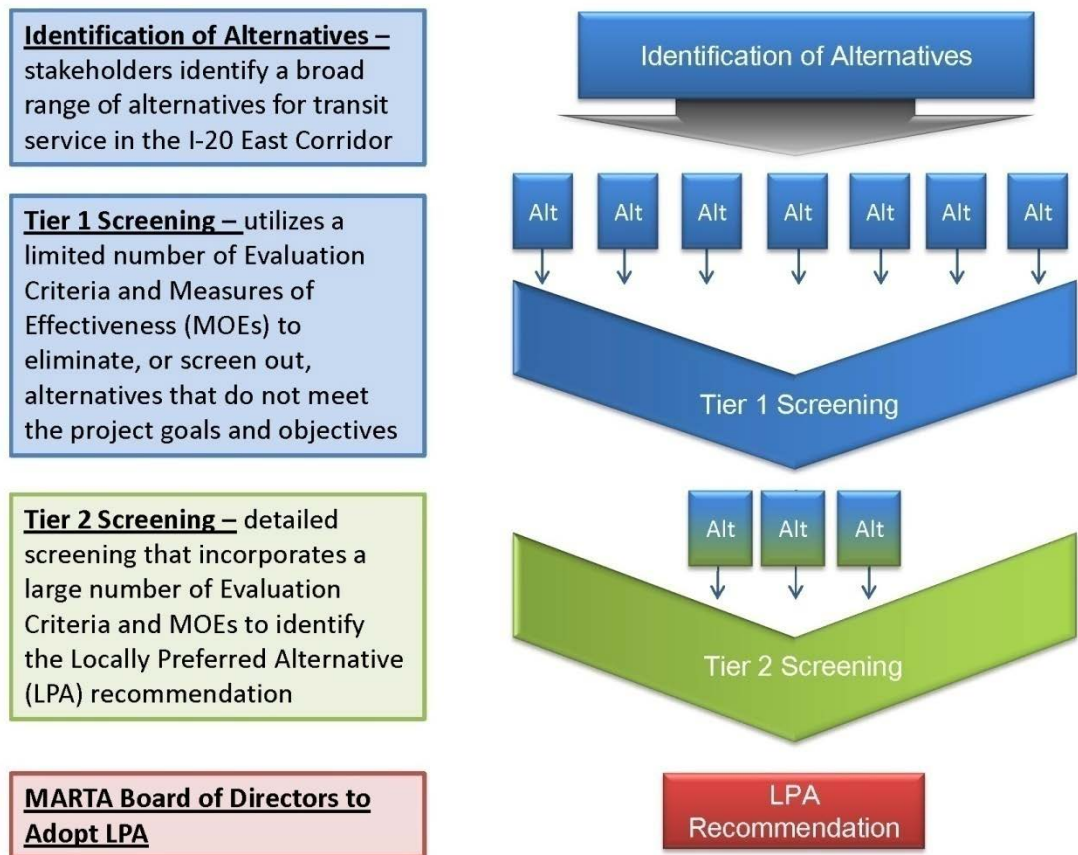 Identification of Alternatives –
stakeholders identify a broad
range of alternatives for transit
service in the I-20 East Corridor
Identification of Alternatives
Alt
Alt
Alt
Alt
Alt
Alt
Alt
Tier 1 Screening – utilizes a
limited number of Evaluation
Criteria and Measures of
Effectiveness (MOEs) to
eliminate, or screen out,
alternatives that do not meet
the project goals and objectives
Tier 1 Screening
Alt
Alt
Alt
Tier 2 Screening – detailed
screening that incorporates a
large number of Evaluation
Criteria and MOEs to identify
the Locally Preferred Alternative
(LPA) recommendation
Tier 2 Screening
MARTA Board of Directors to
Adopt LPA
LPA
Recommendation